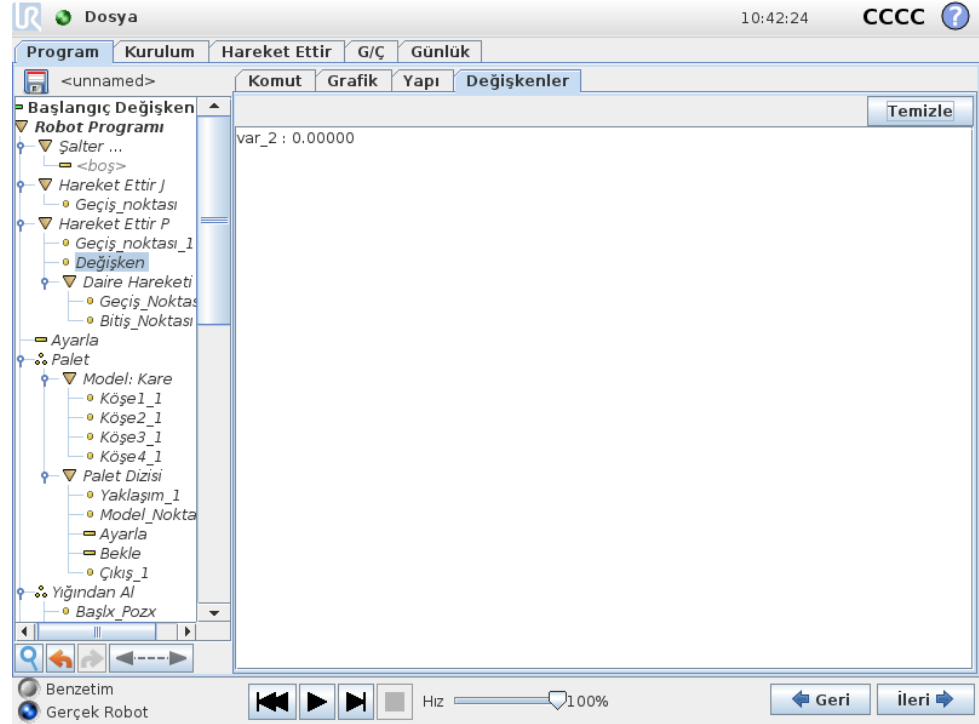 UR Dosya 10:42:24 CCCC ?
Program Kurulum Hareket Ettir G/Ç Günlük
<unnamed> Komut Grafik Yapı Değişkenler
Temizle
var_2 : 0.00000
Başlangıç Değişken
Robot Programı
Şalter ...
<boş>
Hareket Ettir J
Geçiş_noktası
Hareket Ettir P
Geçiş_noktası_1
Değişken
Daire Hareketi
Geçiş_Noktas
Bitiş_Noktası
Ayarla
Palet
Model: Kare
Köşe1_1
Köşe2_1
Köşe3_1
Köşe4_1
Palet Dizisi
Yaklaşım_1
Model_Nokta
Ayarla
Bekle
Çıkış_1
Yığından Al
Başlx_Pozx
Benzetim
Gerçek Robot
Hız 100%
Geri İleri